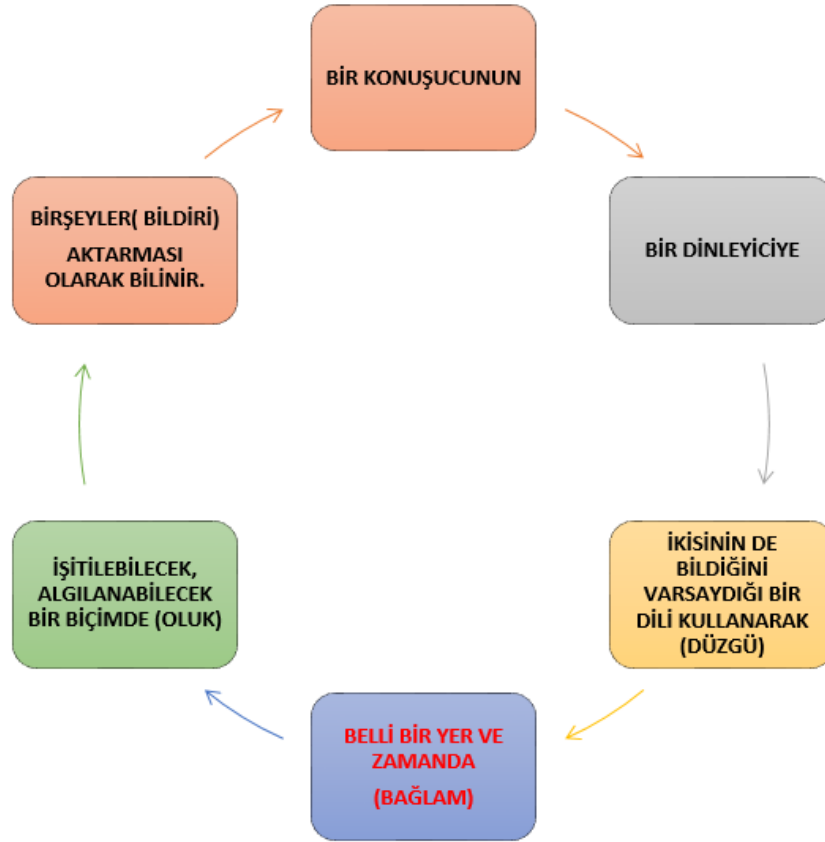 BİR KONUŞUCUNUN
BİR DİNLEYİCİYE
İKİSİNİN DE
BİLDİĞİNİ
VARSAYDIĞI BİR
DİLİ KULLANARAK
(DÜZGÜ)
BELLİ BİR YER VE
ZAMANDA
(BAĞLAM)
İŞİTİLEBİLECEK,
ALGILANABİLECEK
BİR BİÇİMDE (OLUK)
BİRŞEYLER( BİLDİRİ)
AKTARMASI
OLARAK BİLİNİR.